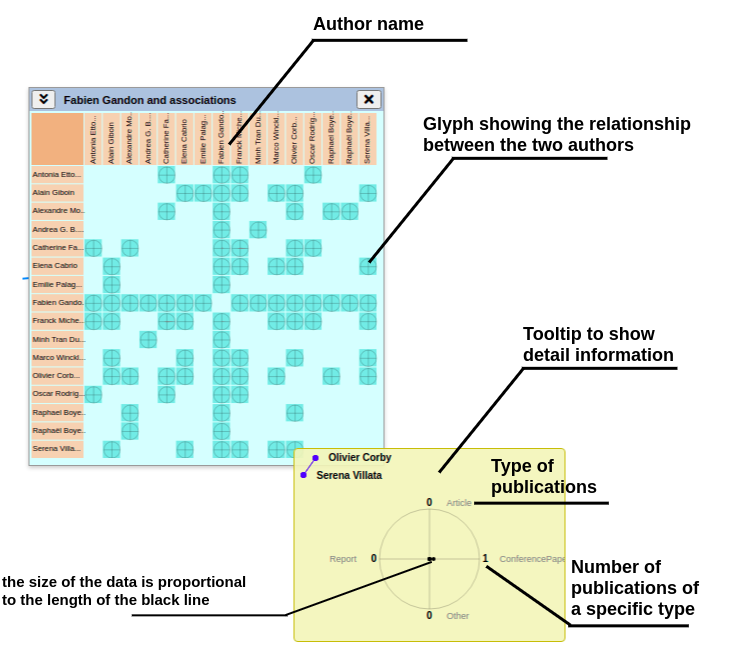 Author name
Fabien Gandon and associations
Antonia Etto...
Alain Giboin
Alexandre Mo..
Andrea G. B....
Catherine Fa...
Elena Cabrio
Emilie Palag...
Fabien Gando..
Franck Miche..
Minh Tran Du..
Marco Winckl..
Olivier Corb...
Oscar Rodrig...
Raphael Boye..
Raphaël Boye..
Serena Villa...
Glyph showing the relationship
between the two authors
Antonia Etto...
Alain Giboin
Alexandre Mo..
Andrea G. B....
Catherine Fa...
Elena Cabrio
Emilie Palag...
Fabien Gando..
Franck Miche...
Minh Tran Du...
Marco Winckl...
Olivier Corb...
Oscar Rodrig...
Raphael Boye..
Raphaël Boye..
Serena Villa...
Tooltip to show
detail information
Olivier Corby
Serena Villata
Type of
publications
0 Article
Report 0
1 ConferencePape
0 Other
Number of
publications of
a specific type
the size of the data is proportional
to the length of the black line